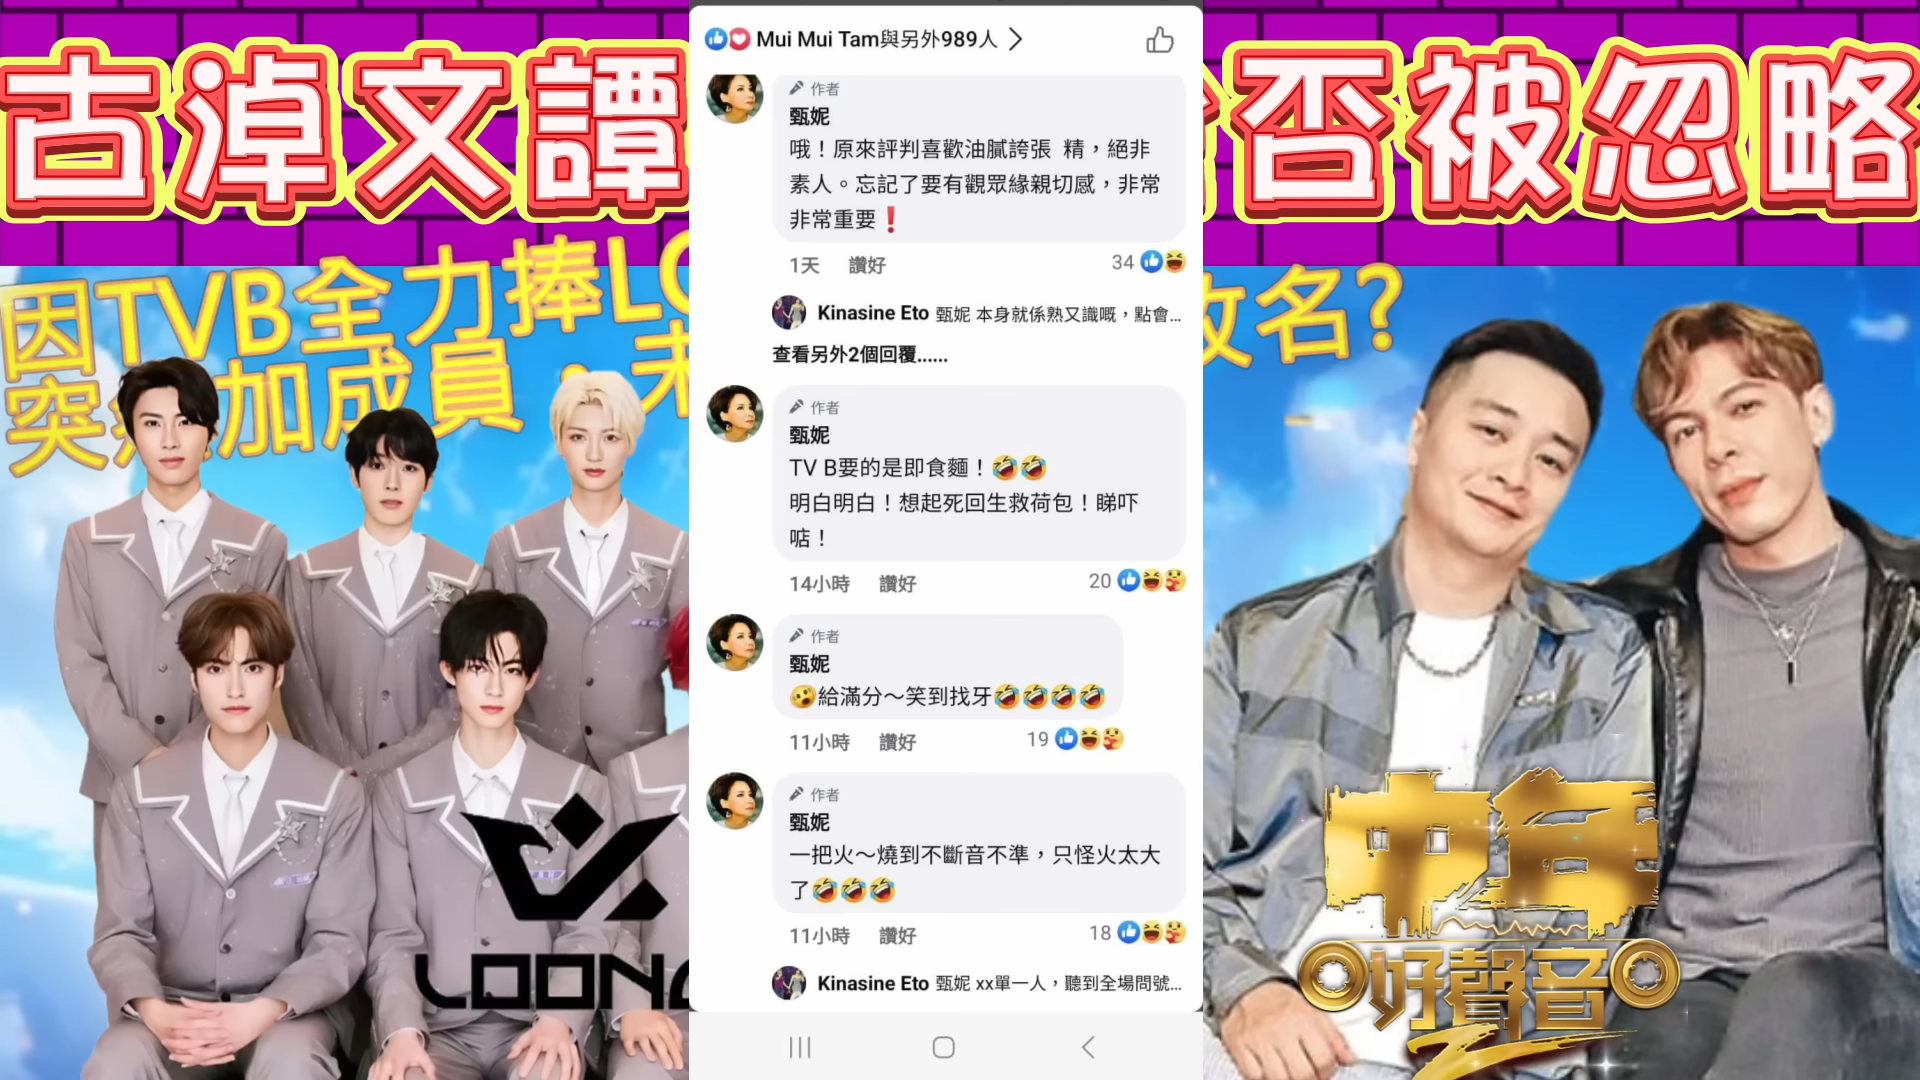 古淖文譚
否被忽略
因TVB全力捧LO
突 加成員,未
改名?
Mui Mui Tam與另外989人
作者
甄妮
哦!原來評判喜歡油膩誇張 精,絕非
素人。忘記了要有觀眾緣親切感,非常
非常重要❗
1天 讚好
34
Kinasine Eto 甄妮 本身就係熟又識嘅,點會...
查看另外2個回覆......
作者
甄妮
TV B要的是即食麵!🤣🤣
明白明白!想起死回生救荷包!睇吓
啱!
14小時 讚好
20
作者
甄妮
😲給滿分~笑到找牙🤣🤣🤣🤣
11小時 讚好
19
作者
甄妮
一把火~燒到不斷音不準,只怪火太大
了🤣🤣🤣
11小時 讚好
18
Kinasine Eto 甄妮 xx單一人,聽到全場問號...
LOON
中年
好聲音
2